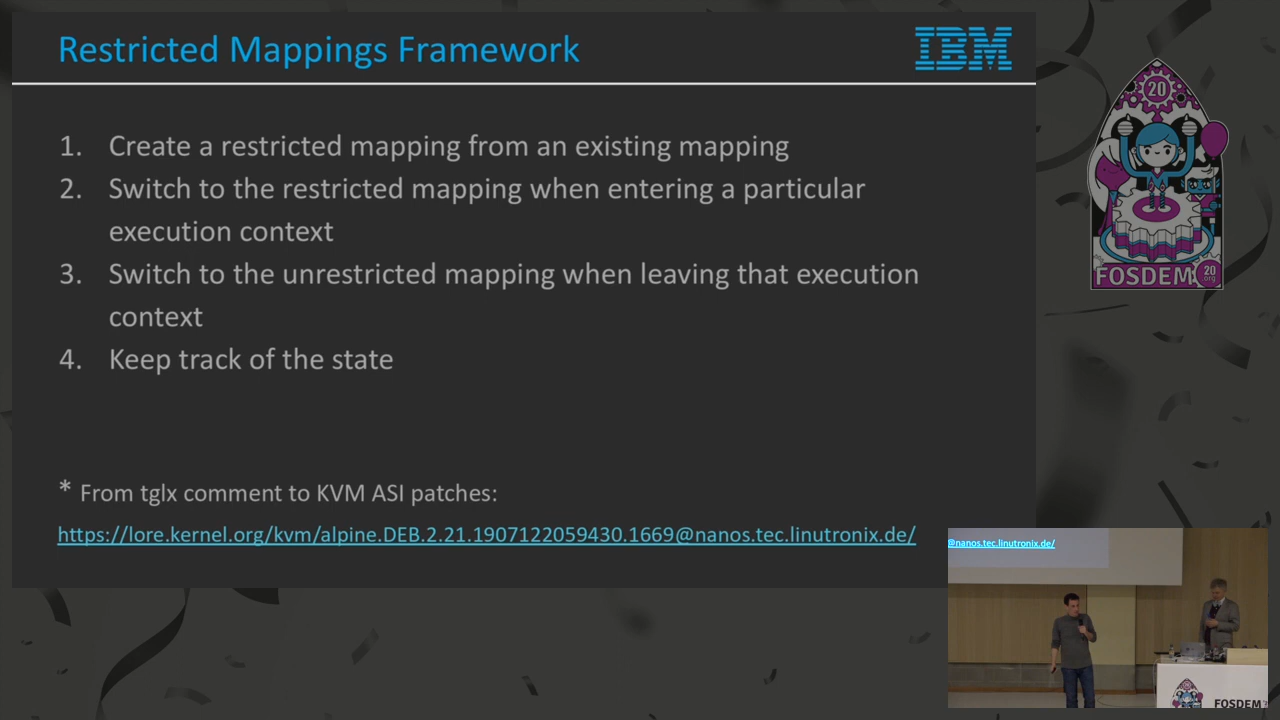 Restricted Mappings Framework
IBM
1. Create a restricted mapping from an existing mapping
2. Switch to the restricted mapping when entering a particular
execution context
3. Switch to the unrestricted mapping when leaving that execution
context
4. Keep track of the state
* From tglx comment to KVM ASI patches:
https://lore.kernel.org/kvm/alpine.DEB.2.21.1907122059430.1669@nanos.tec.linutronix.de/
20
FOSDEM
20
.org
@nanos.tec.linutronix.de/
FOSDEM